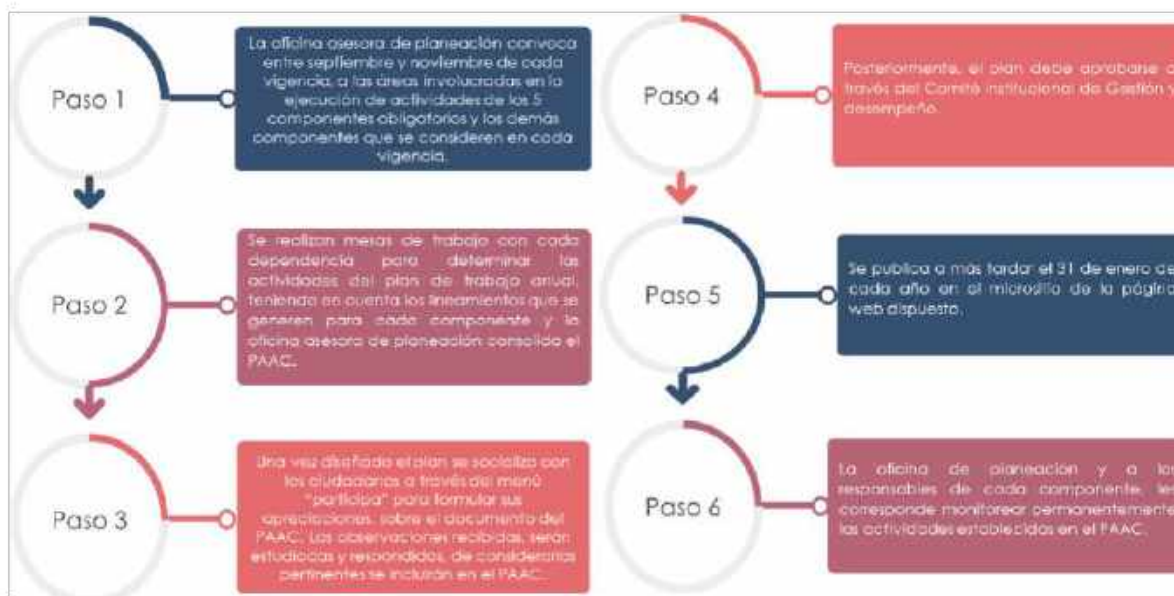 Paso 1
La oficina asesora de planeación convoca
entre septiembre y noviembre de cada
vigencia, a las áreas involucradas en la
ejecución de actividades de los 5
componentes obligatorios y los demás
componentes que se consideren en cada
vigencia.
Paso 2
Se realizan mesas de trabajo con cada
dependencia para determinar las
actividades del plan de trabajo anual,
teniendo en cuenta los lineamientos que se
generen para cada componente y la
oficina asesora de planeación consolida el
PAAC.
Paso 3
Una vez diseñado el plan se socializa con
los ciudadanos a través del menú
"participa" para formular sus
apreciaciones, sobre el documento del
PAAC. Las observaciones recibidas, serán
estudiadas y respondidas, de considerarlas
pertinentes se incluirán en el PAAC.
Paso 4
Posteriormente, el plan debe aprobarse a
través del Comité Institucional de Gestión y
desempeño.
Paso 5
Se publica a más tardar el 31 de enero de
cada año en el micrositio de la página
web dispuesto.
Paso 6
La oficina de planeación y a los
responsables de cada componente, les
corresponde monitorear permanentemente
las actividades establecidas en el PAAC.